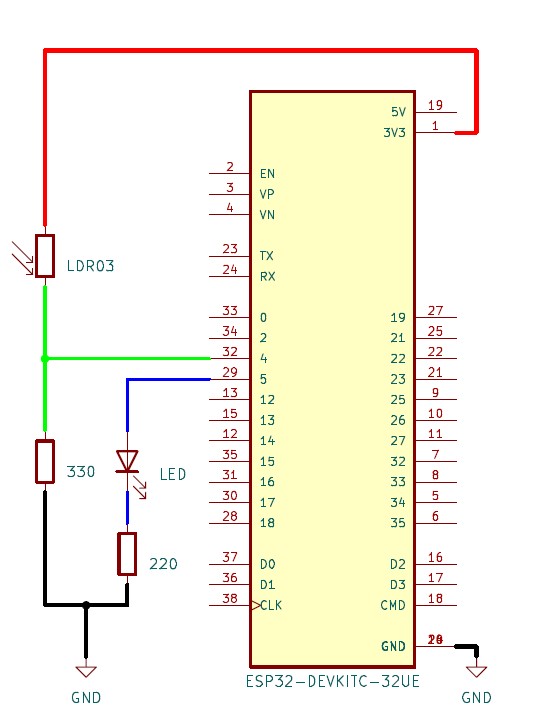 5V 19
3V3 1
2 EN
3 VP
4 VN
23 TX
24 RX
LDR03
33 0 19 27
34 2 21 25
32 4 22 22
29 5 23 21
13 12 25 9
15 13 26 10
12 14 27 11
35 15 32 7
330
LED
31 16 33 8
30 17 34 5
28 18 35 6
220
37 D0 D2 16
36 D1 D3 17
38 CLK CMD 18
GND
ESP32-DEVKITC-32UE
GND
GND